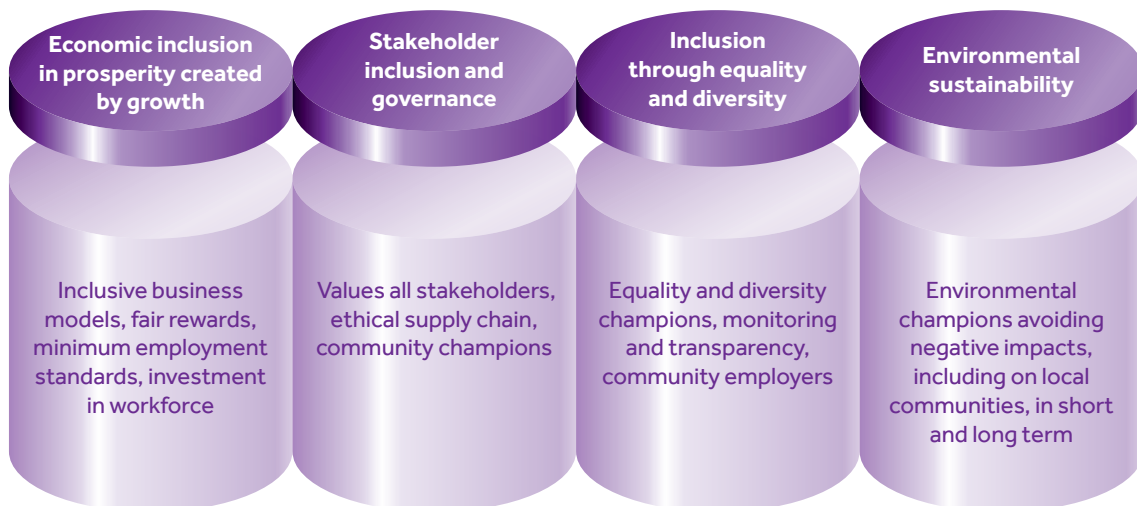 Economic inclusion
in prosperity created
by growth
Stakeholder
inclusion and
governance
Inclusion
through equality
and diversity
Environmental
sustainability
Inclusive business
models, fair rewards,
minimum employment
standards, investment
in workforce
Values all stakeholders,
ethical supply chain,
community champions
Equality and diversity
champions, monitoring
and transparency,
community employers
Environmental
champions avoiding
negative impacts,
including on local
communities, in short
and long term